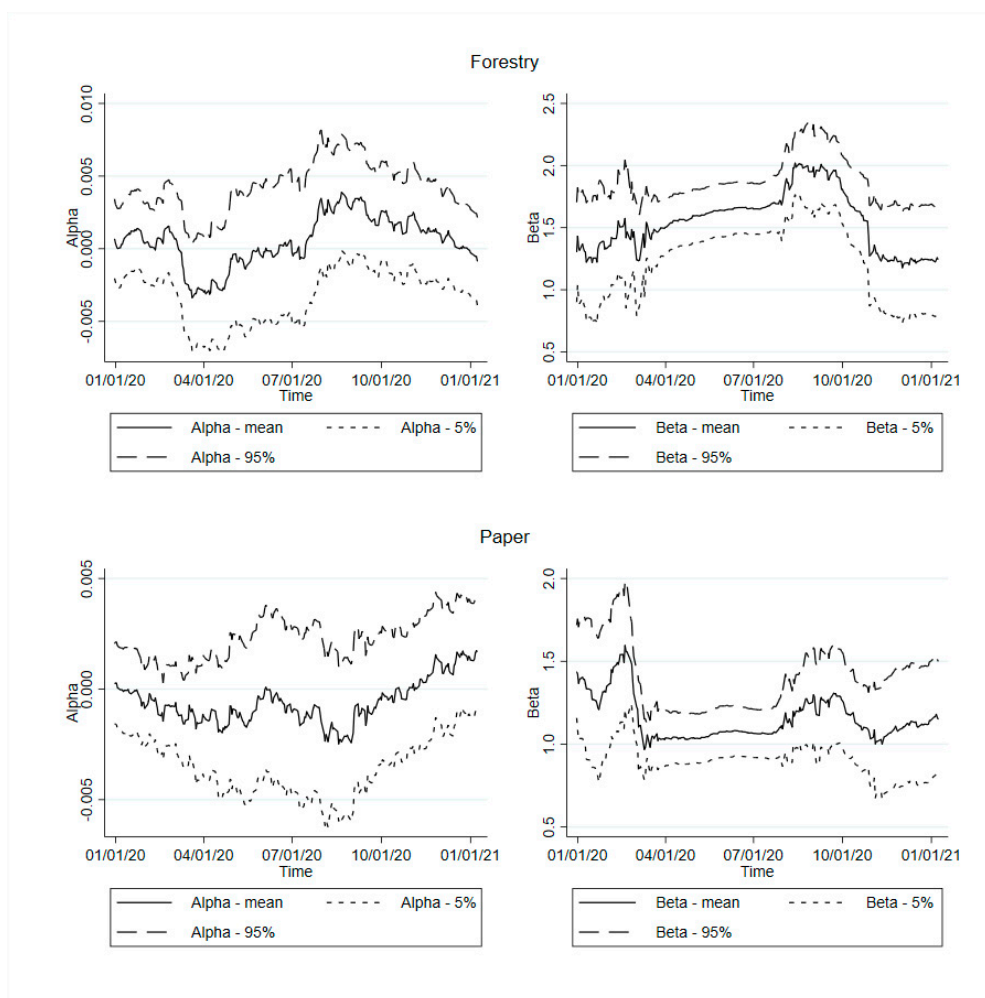 Forestry
0.010
0.005
0.000
-0.005
Alpha
01/01/20 04/01/20 07/01/20 10/01/20 01/01/21
Time
Alpha - mean Alpha - 5%
Alpha - 95%
2.5
2.0
1.5
1.0
0.5
Beta
01/01/20 04/01/20 07/01/20 10/01/20 01/01/21
Time
Beta - mean Beta - 5%
Beta - 95%
Paper
0.005
0.000
-0.005
Alpha
01/01/20 04/01/20 07/01/20 10/01/20 01/01/21
Time
Alpha - mean Alpha - 5%
Alpha - 95%
2.0
1.5
1.0
0.5
Beta
01/01/20 04/01/20 07/01/20 10/01/20 01/01/21
Time
Beta - mean Beta - 5%
Beta - 95%